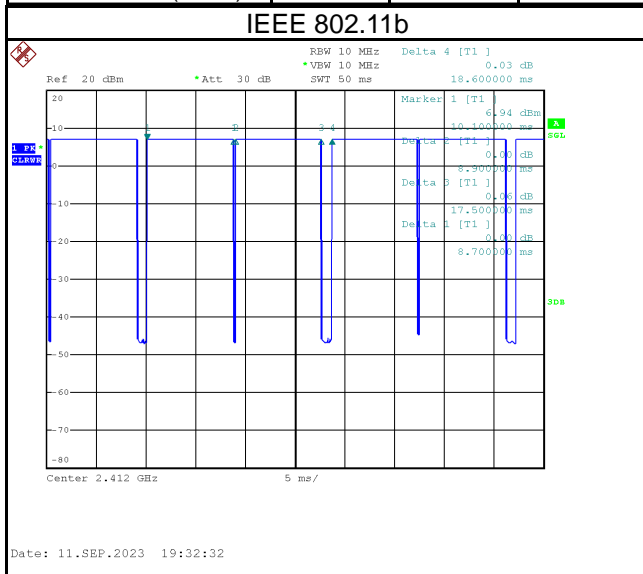 IEEE 802.11b
RBW 10 MHz Delta 4 [T1 ]
*VBW 10 MHz 0.03 dB
Ref 20 dBm *Att 30 dB SWT 50 ms 18.600000 ms
20 Marker 1 [T1 ]
6.94 dBm
10.100000 ms
A
SGL
10
1 PK *
CLRWR
1 1 3 4
Delta 2 [T1 ]
0.00 dB
8.900000 ms
0
Delta 3 [T1 ]
0.06 dB
17.500000 ms
-10
Delta 1 [T1 ]
0.00 dB
8.700000 ms
-20
-30
3DB
-40
-50
-60
-70
-80
Center 2.412 GHz 5 ms/
Date: 11.SEP.2023 19:32:32